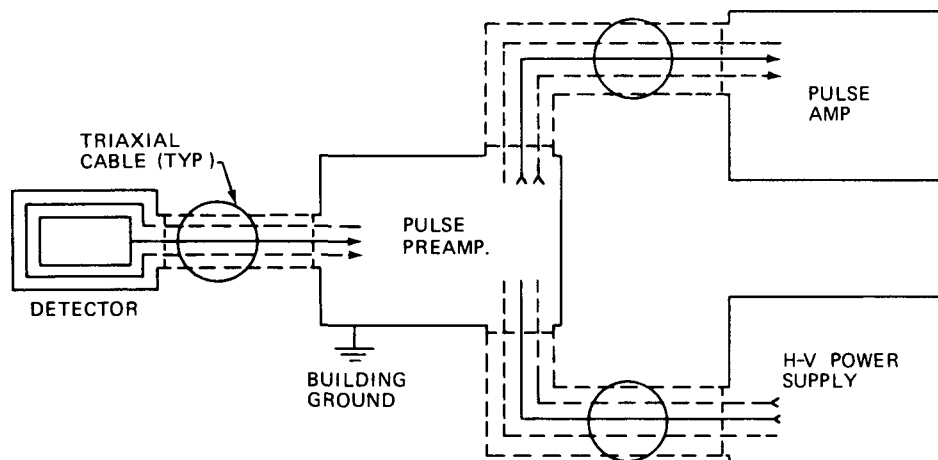 TRIAXIAL
CABLE (TYP.)
DETECTOR
PULSE
PREAMP.
BUILDING
GROUND
PULSE
AMP
H-V POWER
SUPPLY